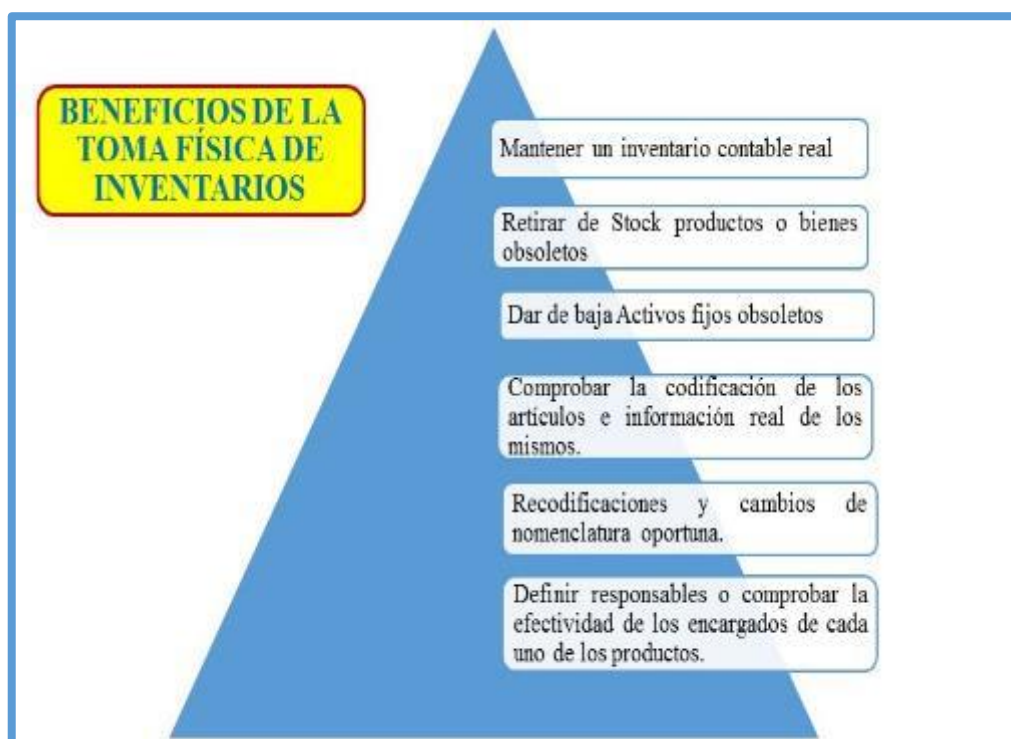 BENEFICIOS DE LA
TOMA FÍSICA DE
INVENTARIOS
Mantener un inventario contable real
Retirar de Stock productos o bienes
obsoletos
Dar de baja Activos fijos obsoletos
Comprobar la codificación de los
artículos e información real de los
mismos.
Recodificaciones y cambios de
nomenclatura oportuna.
Definir responsables o comprobar la
efectividad de los encargados de cada
uno de los productos.